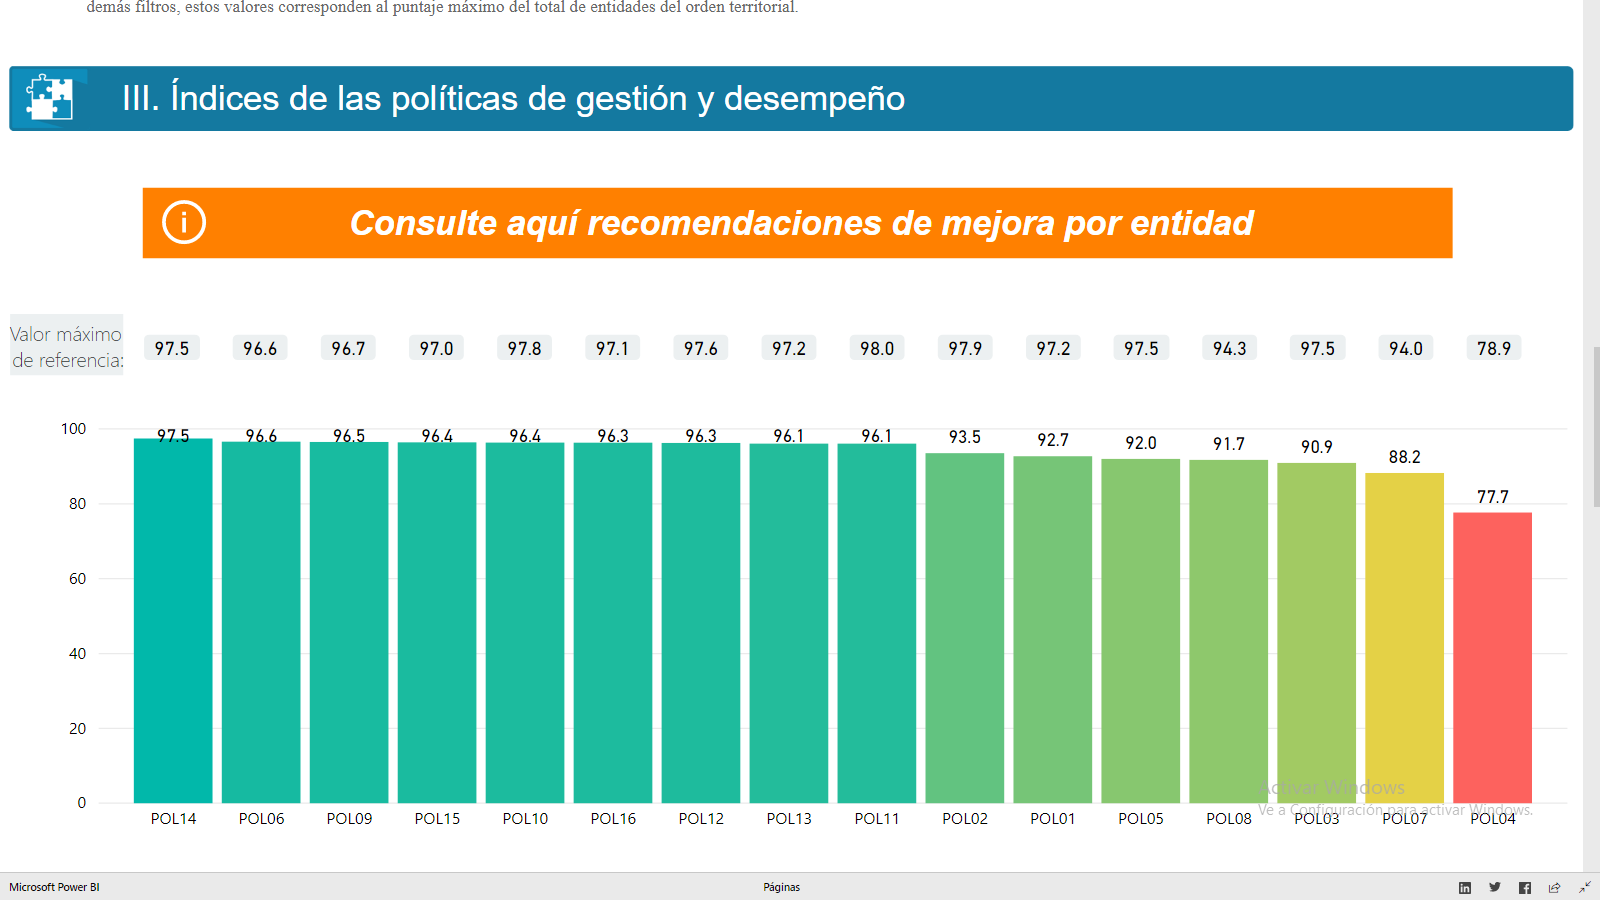 demás filtros, estos valores corresponden al puntaje máximo del total de entidades del orden territorial.
III. Índices de las políticas de gestión y desempeño
Consulte aquí recomendaciones de mejora por entidad
Valor máximo
de referencia:
97.5 96.6 96.7 97.0 97.8 97.1 97.6 97.2 98.0 97.9 97.2 97.5 94.3 97.5 94.0 78.9
100
97.5 96.6 96.5 96.4 96.4 96.3 96.3 96.1 96.1 93.5 92.7 92.0 91.7 90.9 88.2 77.7
80
60
40
20
0
Activar Windows
Ve a Configuración para activar Windows.
POL14 POL06 POL09 POL15 POL10 POL16 POL12 POL13 POL11 POL02 POL01 POL05 POL08 POL03 POL07 POL04
Microsoft Power BI Páginas